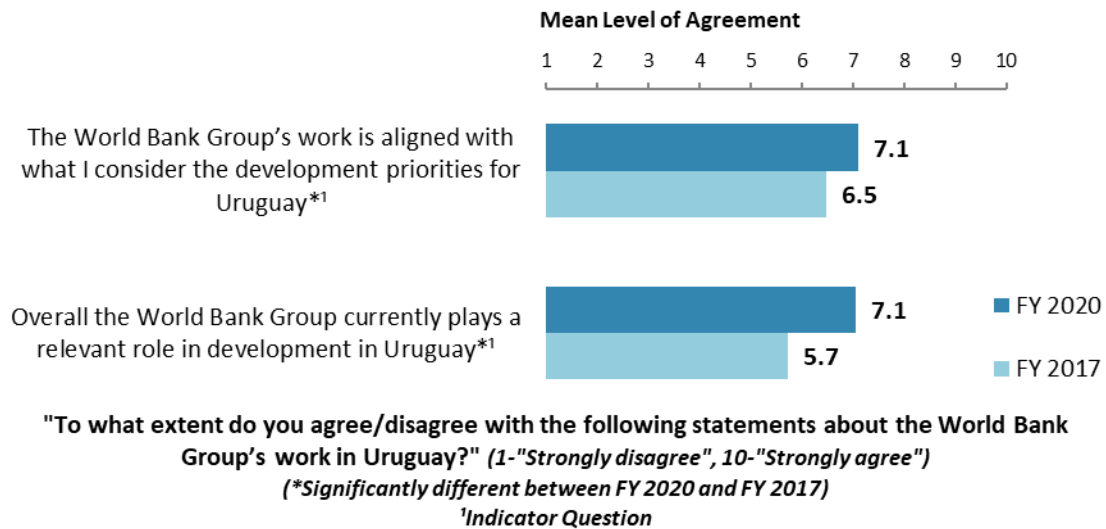 Mean Level of Agreement
1 2 3 4 5 6 7 8 9 10
The World Bank Group’s work is aligned with
what I consider the development priorities for
Uruguay*¹
7.1
6.5
Overall the World Bank Group currently plays a
relevant role in development in Uruguay*¹
7.1
5.7
FY 2020
FY 2017
"To what extent do you agree/disagree with the following statements about the World Bank
Group’s work in Uruguay?" (1-"Strongly disagree", 10-"Strongly agree")
(*Significantly different between FY 2020 and FY 2017)
¹Indicator Question